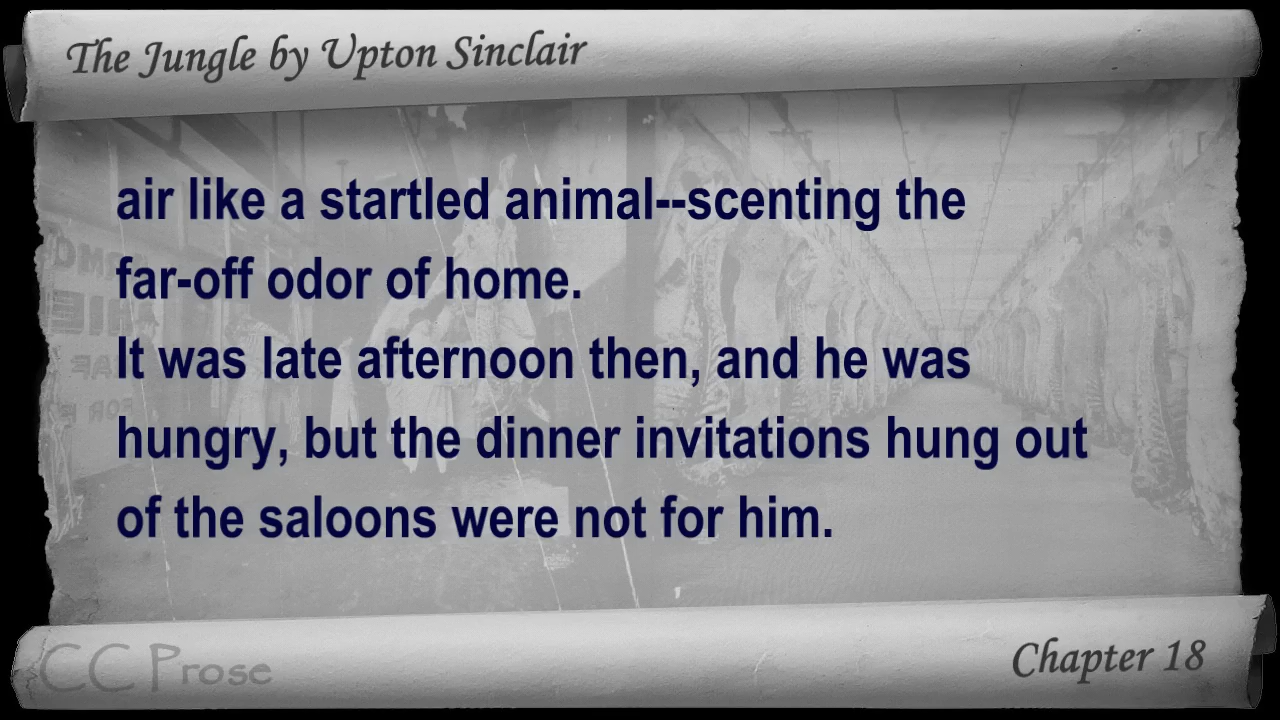 The Jungle by Upton Sinclair
air like a startled animal--scenting the
far-off odor of home.
It was late afternoon then, and he was
hungry, but the dinner invitations hung out
of the saloons were not for him.
CC Prose
Chapter 18